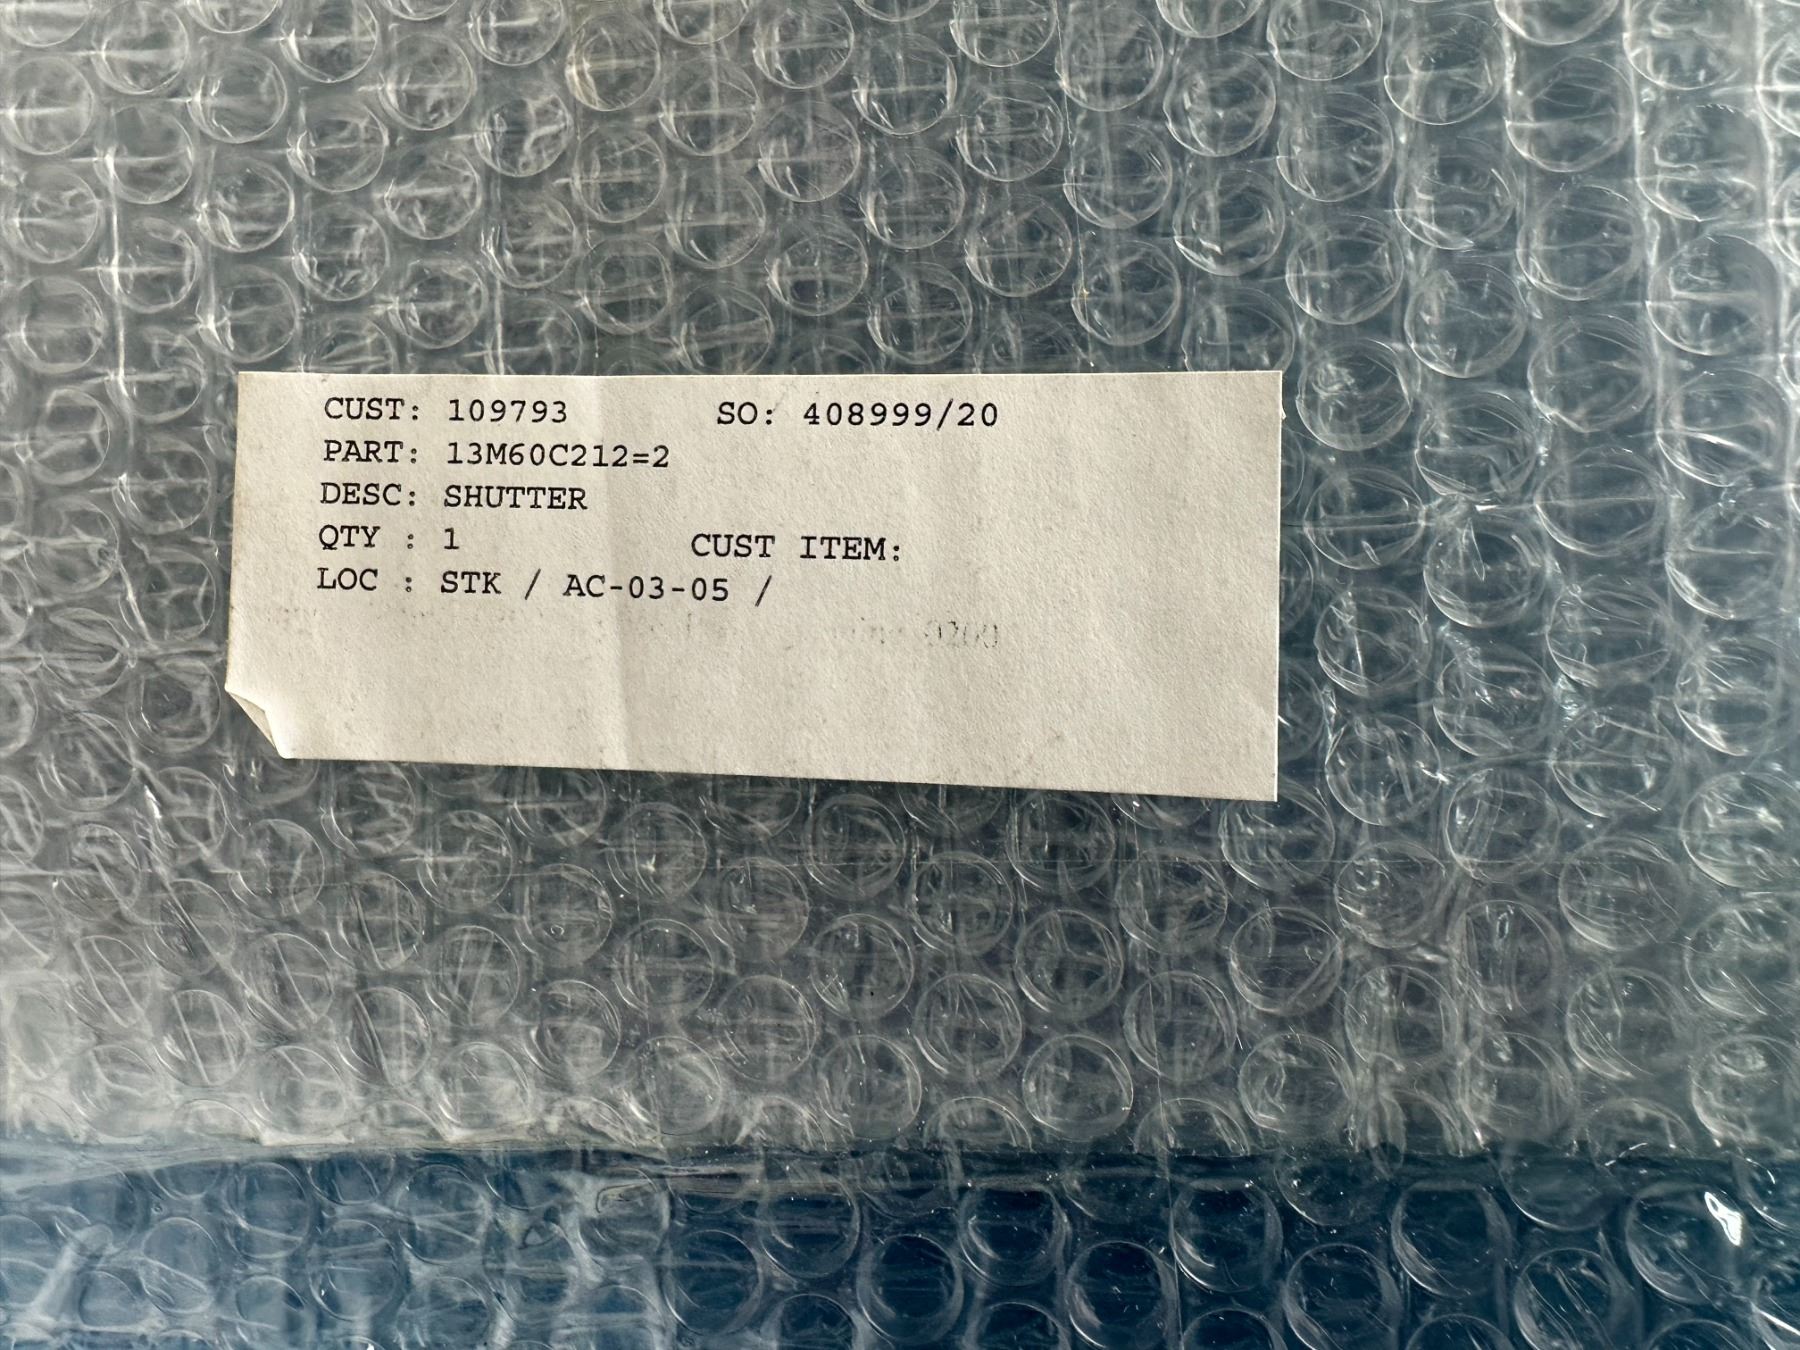 CUST: 109793 SO: 408999/20
PART: 13M60C212=2
DESC: SHUTTER
QTY : 1 CUST ITEM:
LOC : STK / AC-03-05 /